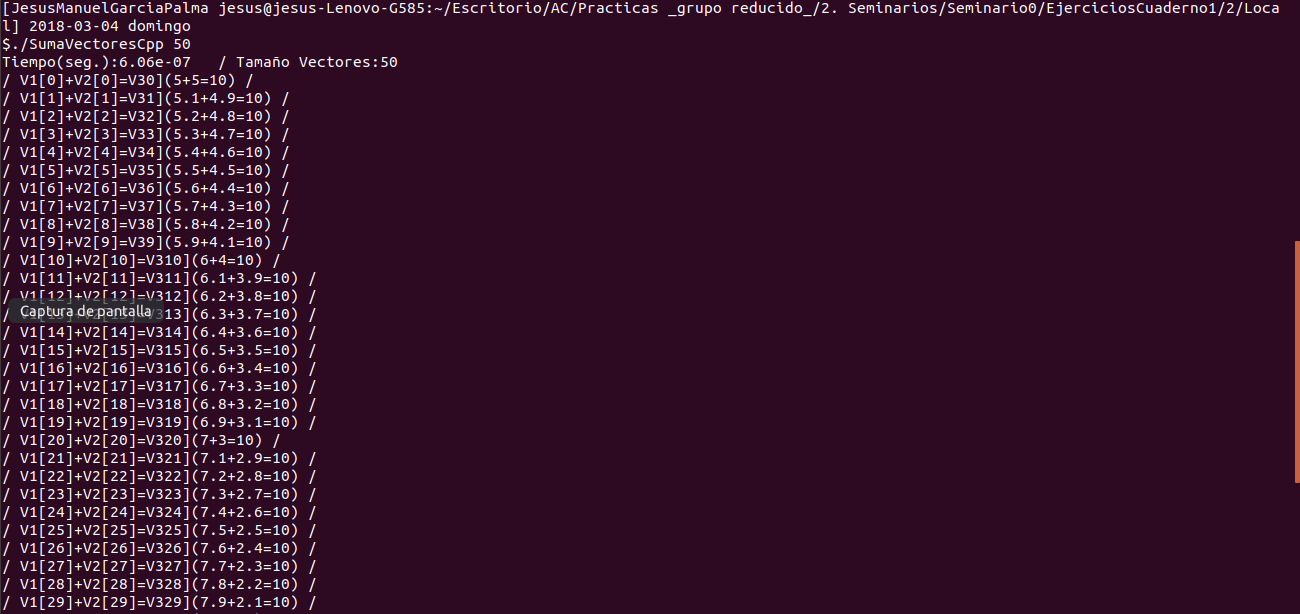 [JesusManuelGarciaPalma jesus@jesus-Lenovo-G585:~/Escritorio/AC/Practicas _grupo reducido_/2. Seminarios/Seminario0/EjerciciosCuaderno1/2/Loca
l] 2018-03-04 domingo
$./SumaVectoresCpp 50
Tiempo(seg.):6.06e-07   / Tamaño Vectores:50
/ V1[0]+V2[0]=V30](5+5=10) /
/ V1[1]+V2[1]=V31](5.1+4.9=10) /
/ V1[2]+V2[2]=V32](5.2+4.8=10) /
/ V1[3]+V2[3]=V33](5.3+4.7=10) /
/ V1[4]+V2[4]=V34](5.4+4.6=10) /
/ V1[5]+V2[5]=V35](5.5+4.5=10) /
/ V1[6]+V2[6]=V36](5.6+4.4=10) /
/ V1[7]+V2[7]=V37](5.7+4.3=10) /
/ V1[8]+V2[8]=V38](5.8+4.2=10) /
/ V1[9]+V2[9]=V39](5.9+4.1=10) /
/ V1[10]+V2[10]=V310](6+4=10) /
/ V1[11]+V2[11]=V311](6.1+3.9=10) /
/ V1[12]+V2[12]=V312](6.2+3.8=10) /
Captura de pantalla
/ V1[13]+V2[13]=V313](6.3+3.7=10) /
/ V1[14]+V2[14]=V314](6.4+3.6=10) /
/ V1[15]+V2[15]=V315](6.5+3.5=10) /
/ V1[16]+V2[16]=V316](6.6+3.4=10) /
/ V1[17]+V2[17]=V317](6.7+3.3=10) /
/ V1[18]+V2[18]=V318](6.8+3.2=10) /
/ V1[19]+V2[19]=V319](6.9+3.1=10) /
/ V1[20]+V2[20]=V320](7+3=10) /
/ V1[21]+V2[21]=V321](7.1+2.9=10) /
/ V1[22]+V2[22]=V322](7.2+2.8=10) /
/ V1[23]+V2[23]=V323](7.3+2.7=10) /
/ V1[24]+V2[24]=V324](7.4+2.6=10) /
/ V1[25]+V2[25]=V325](7.5+2.5=10) /
/ V1[26]+V2[26]=V326](7.6+2.4=10) /
/ V1[27]+V2[27]=V327](7.7+2.3=10) /
/ V1[28]+V2[28]=V328](7.8+2.2=10) /
/ V1[29]+V2[29]=V329](7.9+2.1=10) /